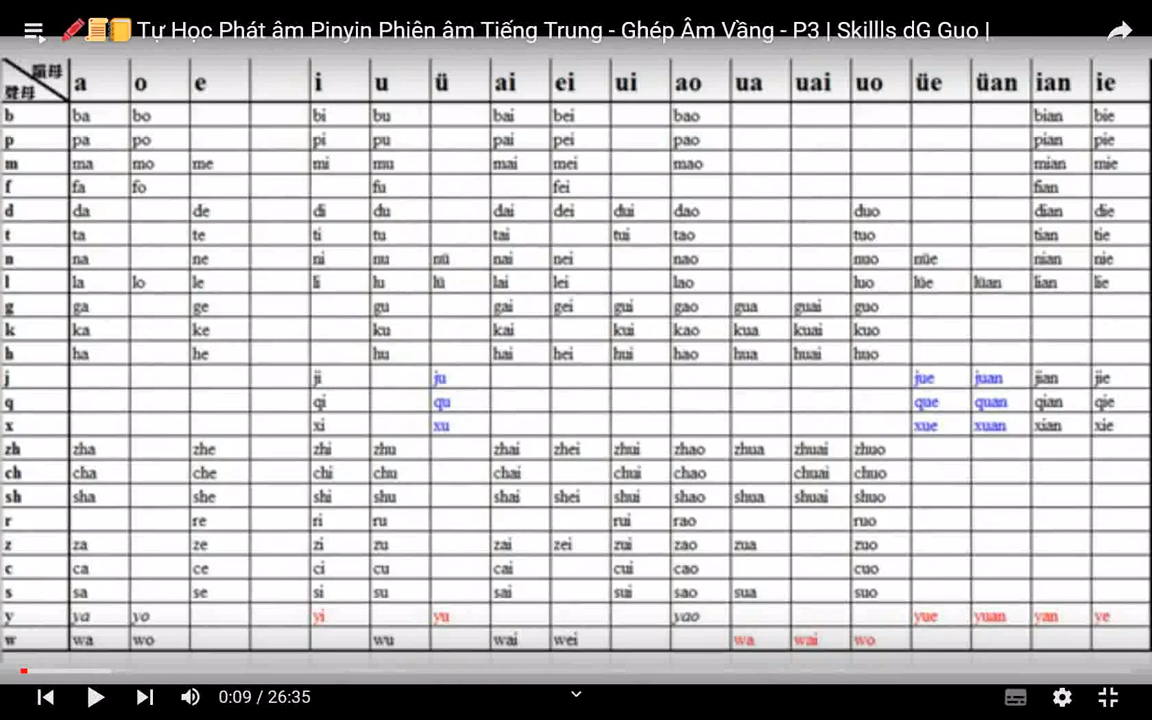 Tự Học Phát âm Pinyin Phiên âm Tiếng Trung - Ghép Âm Vầng - P3 | Skillls dG Guo |
韻母
聲母 a o e i u ü ai ei ui ao ua uai uo üe üan ian ie
b ba bo bi bu bai bei bao bian bie
p pa po pi pu pai pei pao pian pie
m ma mo me mi mu mai mei mao mian mie
f fa fo fu fei fian
d da de di du dai dei dui dao duo dian die
t ta te ti tu tai tui tao tuo tian tie
n na ne ni nu nü nai nei nao nuo nüe nian nie
l la lo le li lu lü lai lei lao luo lüe lüan lian lie
g ga ge gu gai gei gui gao gua guai guo
k ka ke ku kai kui kao kua kuai kuo
h ha he hu hai hei hui hao hua huai huo
j ji ju jue juan jian jie
q qi qu que quan qian qie
x xi xu xue xuan xian xie
zh zha zhe zhi zhu zhai zhei zhui zhao zhua zhuai zhuo
ch cha che chi chu chai chui chao chuai chuo
sh sha she shi shu shai shei shui shao shua shuai shuo
r re ri ru rui rao ruo
z za ze zi zu zai zei zui zao zua zuo
c ca ce ci cu cai cui cao cuo
s sa se si su sai sui sao sua suo
y ya yo yi yu yao yue yuan yan ye
w wa wo wu wai wei wa wai wo
0:09 / 26:35